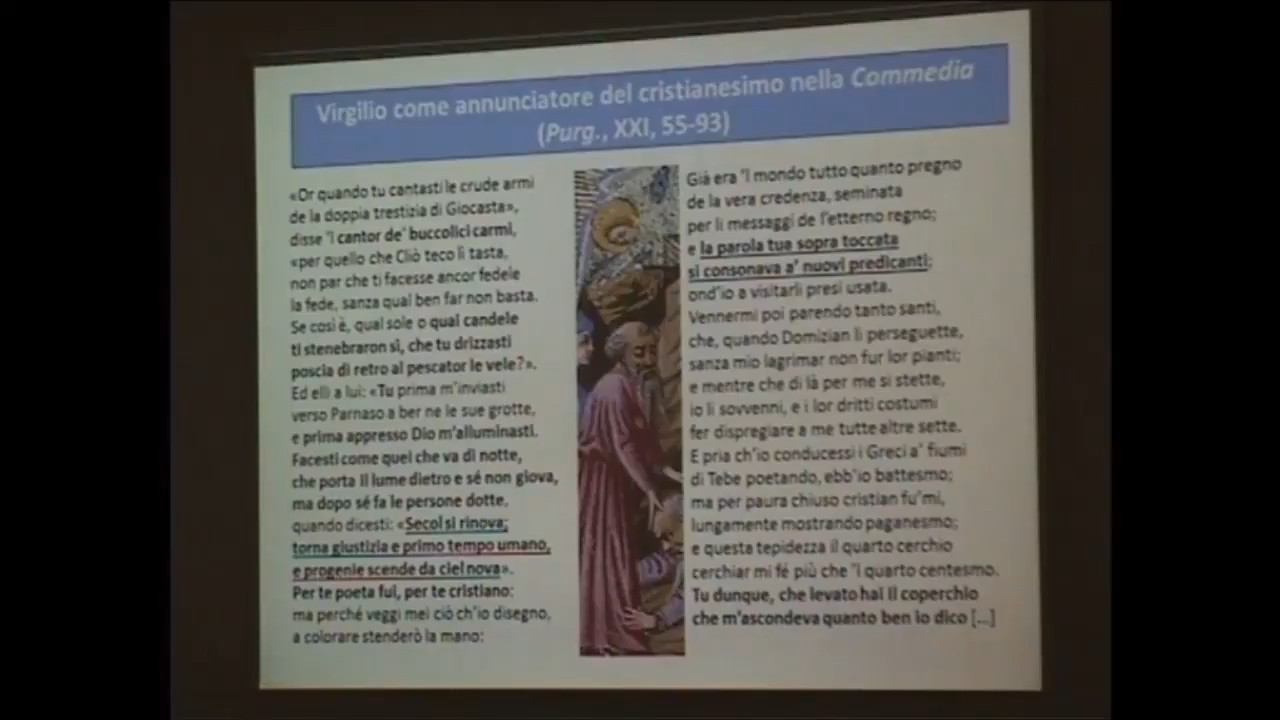 Virgilio come annunciatore del cristianesimo nella Commedia
(Purg., XXI, 55-93)
«Or quando tu cantasti le crude armi
de la doppia trestizia di Giocasta»,
disse 'l cantor de' buccolici carmi,
«per quello che Cliò teco lì tasta,
non par che ti facesse ancor fedele
la fede, sanza qual ben far non basta.
Se così è, qual sole o qual candele
ti stenebraron sì, che tu drizzasti
poscia di retro al pescator le vele?».
Ed elli a lui: «Tu prima m'inviasti
verso Parnaso a ber ne le sue grotte,
e prima appresso Dio m'alluminasti.
Facesti come quei che va di notte,
che porta il lume dietro e sé non giova,
ma dopo sé fa le persone dotte,
quando dicesti: «Secol si rinova;
torna giustizia e primo tempo umano,
e progenie scende da ciel nova».
Per te poeta fui, per te cristiano:
ma perché veggi mei ciò ch'io disegno,
a colorare stenderò la mano:
Già era 'l mondo tutto quanto pregno
de la vera credenza, seminata
per li messaggi de l'etterno regno;
e la parola tua sopra toccata
si consonava a' nuovi predicanti;
ond'io a visitarli presi usata.
Vennermi poi parendo tanto santi,
che, quando Domizian li perseguette,
sanza mio lagrimar non fur lor pianti;
e mentre che di là per me si stette,
io li sovvenni, e i lor dritti costumi
fer dispregiare a me tutte altre sette.
E pria ch'io conducessi i Greci a' fiumi
di Tebe poetando, ebb'io battesmo;
ma per paura chiuso cristian fu'mi,
lungamente mostrando paganesmo;
e questa tepidezza il quarto cerchio
cerchiar mi fé più che 'l quarto centesmo.
Tu dunque, che levato hai il coperchio
che m'ascondeva quanto ben io dico [...]